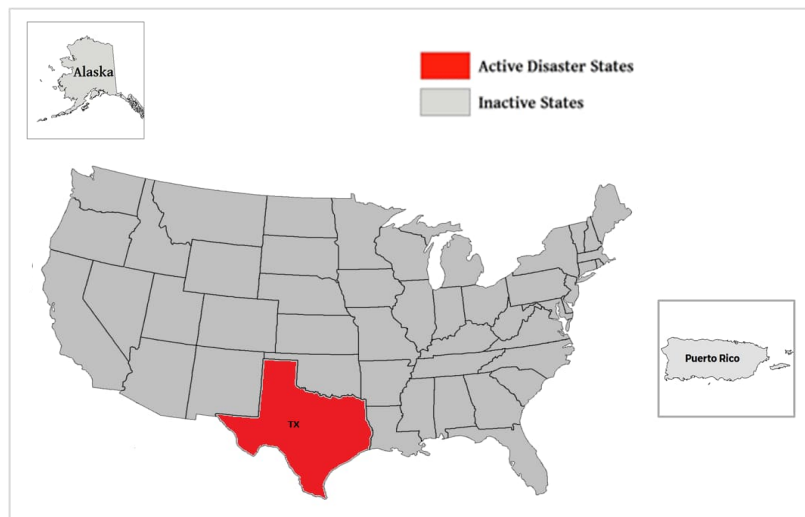 Alaska
Active Disaster States
Inactive States
Puerto Rico
TX